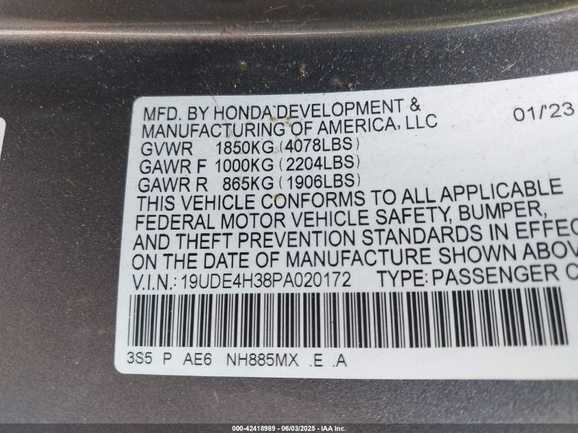 MFD. BY HONDA DEVELOPMENT &
MANUFACTURING OF AMERICA, LLC 01/23
GVWR 1850KG (4078LBS)
GAWR F 1000KG (2204LBS)
GAWR R 865KG (1906LBS)
THIS VEHICLE CONFORMS TO ALL APPLICABLE
FEDERAL MOTOR VEHICLE SAFETY, BUMPER,
AND THEFT PREVENTION STANDARDS IN EFFEC
ON THE DATE OF MANUFACTURE SHOWN ABOV
V.I.N.: 19UDE4H38PA020172 TYPE: PASSENGER C
3S5 P AE6 NH885MX .E .A
000-42418989 - 06/03/2025 - IAA Inc.